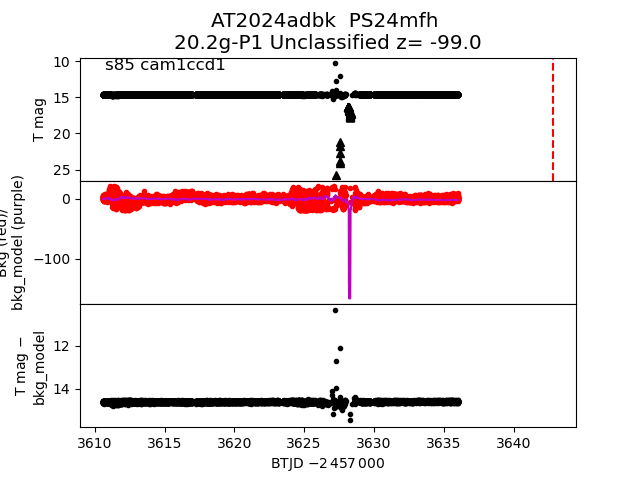 AT2024adbk  PS24mfh
20.2g-P1 Unclassified z= -99.0
s85 cam1ccd1
10
15
20
25
T mag
0
−100
Bkg (red)/
bkg_model (purple)
12
14
T mag −
bkg_model
3610 3615 3620 3625 3630 3635 3640
BTJD −2 457 000